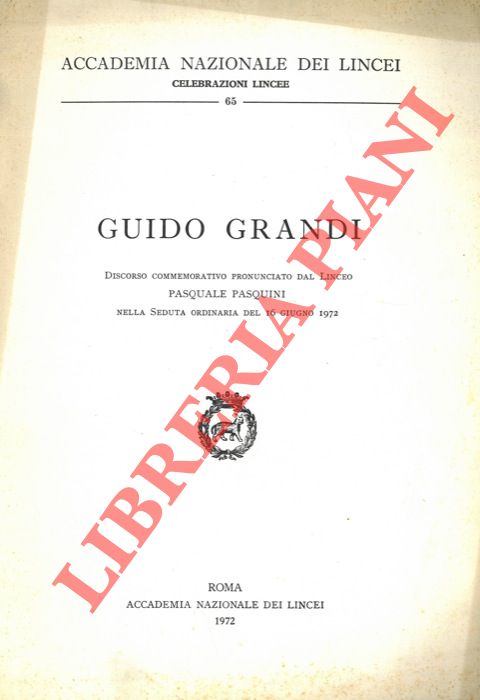 ACCADEMIA NAZIONALE DEI LINCEI
CELEBRAZIONI LINCEE
65
GUIDO GRANDI
DISCORSO COMMEMORATIVO PRONUNCIATO DAL LINCEO
PASQUALE PASQUINI
NELLA SEDUTA ORDINARIA DEL 16 GIUGNO 1972
LIBRERIA PIANI
ROMA
ACCADEMIA NAZIONALE DEI LINCEI
1972